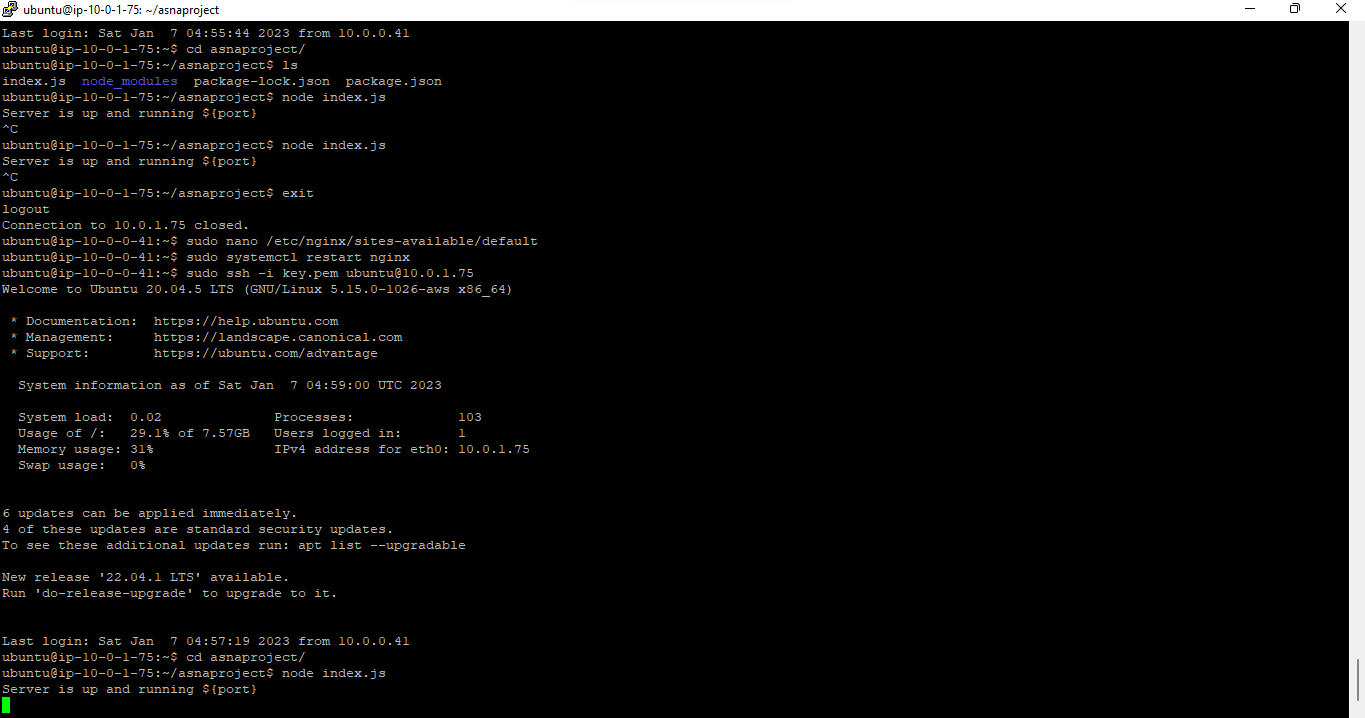 ubuntu@ip-10-0-1-75: ~/asnaproject
Last login: Sat Jan  7 04:55:44 2023 from 10.0.0.41
ubuntu@ip-10-0-1-75:~$ cd asnaproject/
ubuntu@ip-10-0-1-75:~/asnaproject$ ls
index.js  node_modules  package-lock.json  package.json
ubuntu@ip-10-0-1-75:~/asnaproject$ node index.js
Server is up and running ${port}
^C
ubuntu@ip-10-0-1-75:~/asnaproject$ node index.js
Server is up and running ${port}
^C
ubuntu@ip-10-0-1-75:~/asnaproject$ exit
logout
Connection to 10.0.1.75 closed.
ubuntu@ip-10-0-0-41:~$ sudo nano /etc/nginx/sites-available/default
ubuntu@ip-10-0-0-41:~$ sudo systemctl restart nginx
ubuntu@ip-10-0-0-41:~$ sudo ssh -i key.pem ubuntu@10.0.1.75
Welcome to Ubuntu 20.04.5 LTS (GNU/Linux 5.15.0-1026-aws x86_64)
 * Documentation:  https://help.ubuntu.com
 * Management:     https://landscape.canonical.com
 * Support:        https://ubuntu.com/advantage
  System information as of Sat Jan  7 04:59:00 UTC 2023
  System load:  0.02              Processes:             103
  Usage of /:   29.1% of 7.57GB   Users logged in:       1
  Memory usage: 31%               IPv4 address for eth0: 10.0.1.75
  Swap usage:   0%
6 updates can be applied immediately.
4 of these updates are standard security updates.
To see these additional updates run: apt list --upgradable
New release '22.04.1 LTS' available.
Run 'do-release-upgrade' to upgrade to it.
Last login: Sat Jan  7 04:57:19 2023 from 10.0.0.41
ubuntu@ip-10-0-1-75:~$ cd asnaproject/
ubuntu@ip-10-0-1-75:~/asnaproject$ node index.js
Server is up and running ${port}